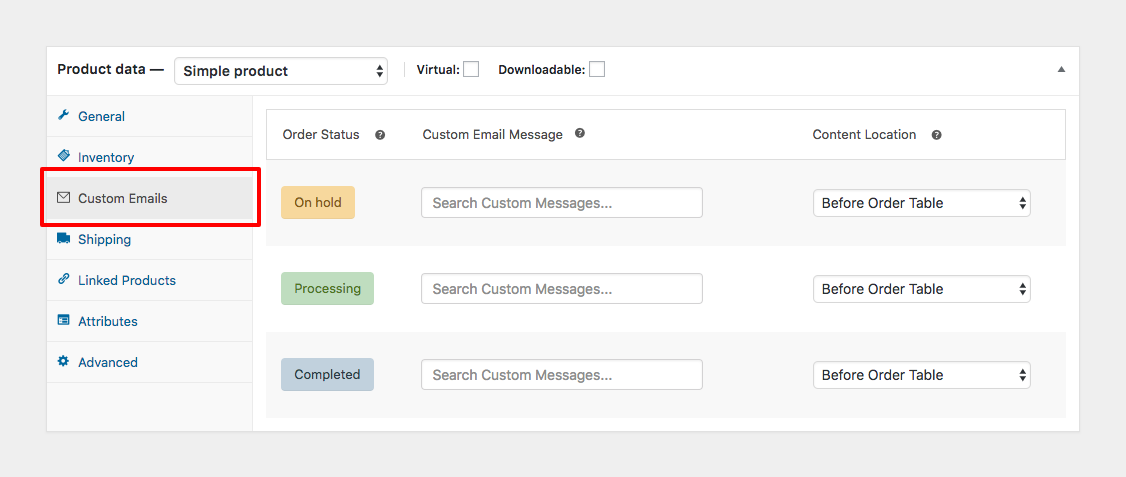 Product data — Simple product Virtual: Downloadable:
General
Inventory
Custom Emails
Shipping
Linked Products
Attributes
Advanced
Order Status Custom Email Message Content Location
On hold Search Custom Messages... Before Order Table
Processing Search Custom Messages... Before Order Table
Completed Search Custom Messages... Before Order Table